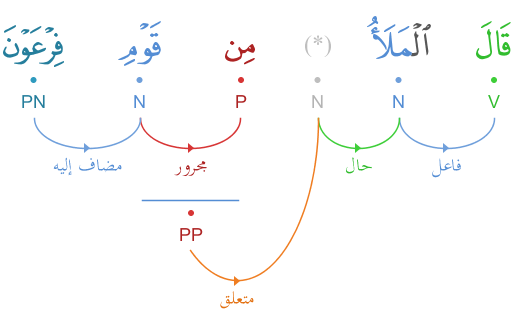 قَالَ ٱلْمَلَأُ (*) مِن قَوْمِ فِرْعَوْنَ
V N N P N PN
فاعل حال مجرور مضاف إليه
PP
متعلق